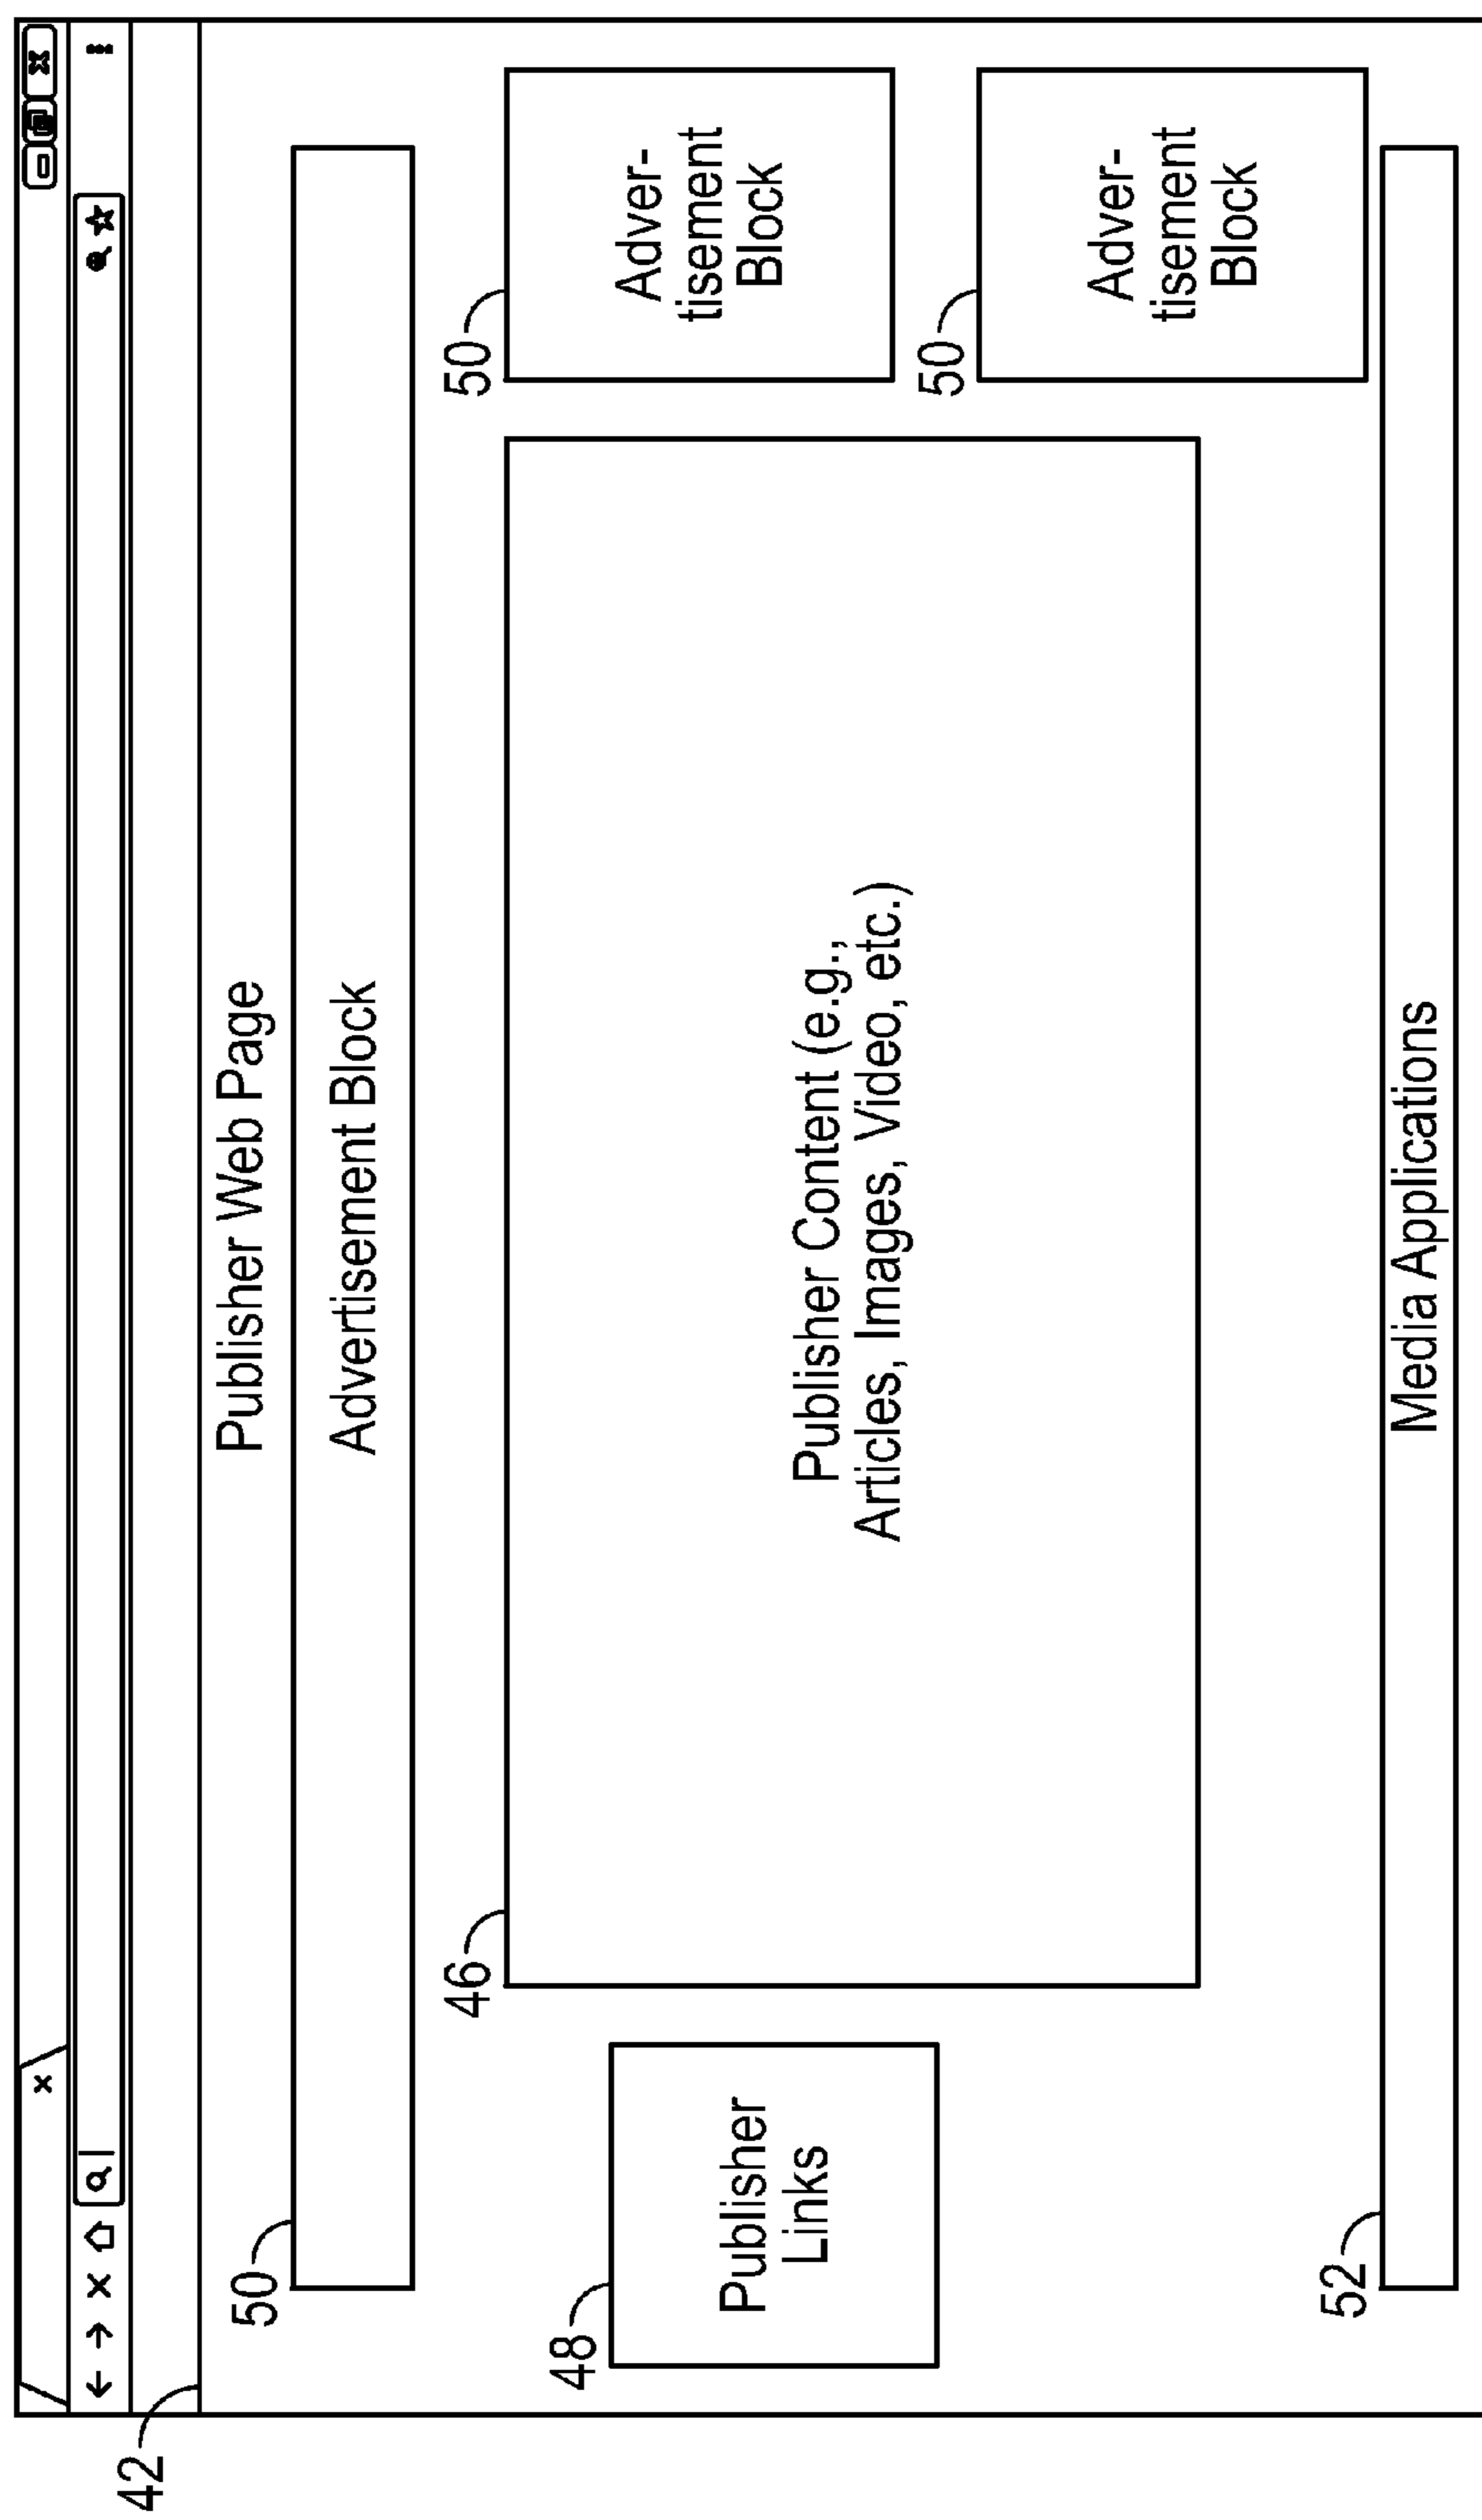 42
Publisher Web Page
50
Advertisement Block
46
Publisher Content (e.g.,
Articles, Images, Video, etc.)
48
Publisher
Links
50
Adver-
tisement
Block
50
Adver-
tisement
Block
52
Media Applications